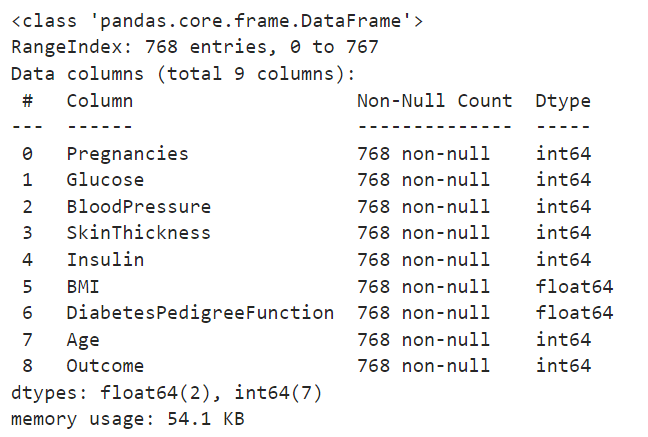 <class 'pandas.core.frame.DataFrame'>
RangeIndex: 768 entries, 0 to 767
Data columns (total 9 columns):
 #   Column                    Non-Null Count  Dtype
---  ------                    --------------  -----
 0   Pregnancies               768 non-null    int64
 1   Glucose                   768 non-null    int64
 2   BloodPressure             768 non-null    int64
 3   SkinThickness             768 non-null    int64
 4   Insulin                   768 non-null    int64
 5   BMI                       768 non-null    float64
 6   DiabetesPedigreeFunction  768 non-null    float64
 7   Age                       768 non-null    int64
 8   Outcome                   768 non-null    int64
dtypes: float64(2), int64(7)
memory usage: 54.1 KB